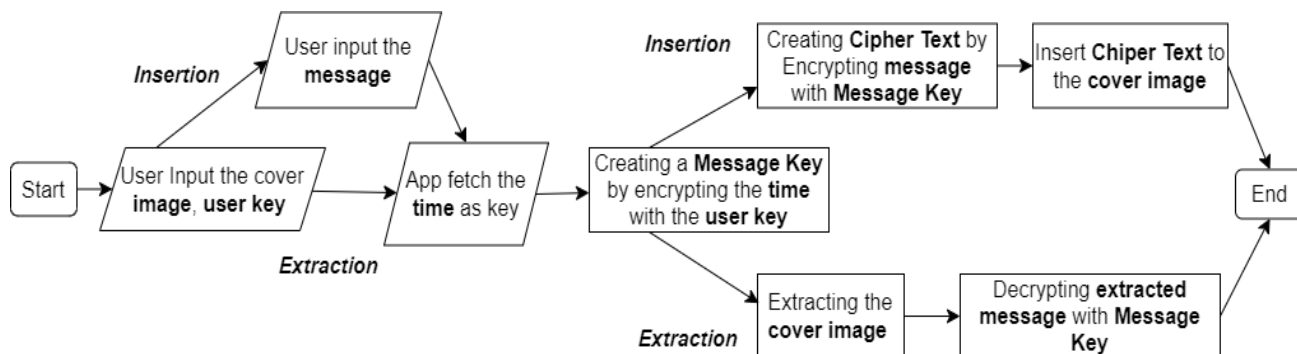 Start
User Input the cover
image, user key
Insertion
User input the
message
Extraction
App fetch the
time as key
Creating a Message Key
by encrypting the time
with the user key
Insertion
Creating Cipher Text by
Encrypting message
with Message Key
Insert Chiper Text to
the cover image
Extraction
Extracting the
cover image
Decrypting extracted
message with Message
Key
End